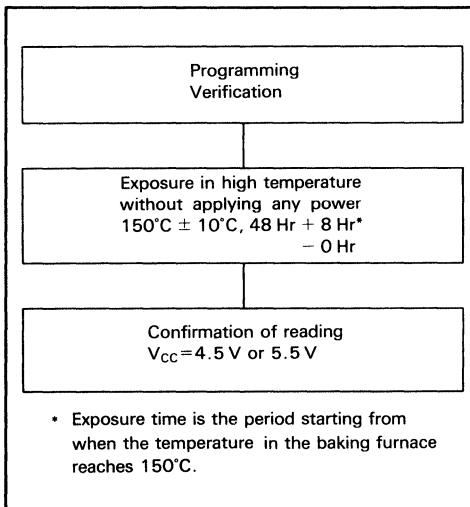 Programming
Verification
Exposure in high temperature
without applying any power
150°C ± 10°C, 48 Hr + 8 Hr*
− 0 Hr
Confirmation of reading
VCC=4.5 V or 5.5 V
* Exposure time is the period starting from
when the temperature in the baking furnace
reaches 150°C.